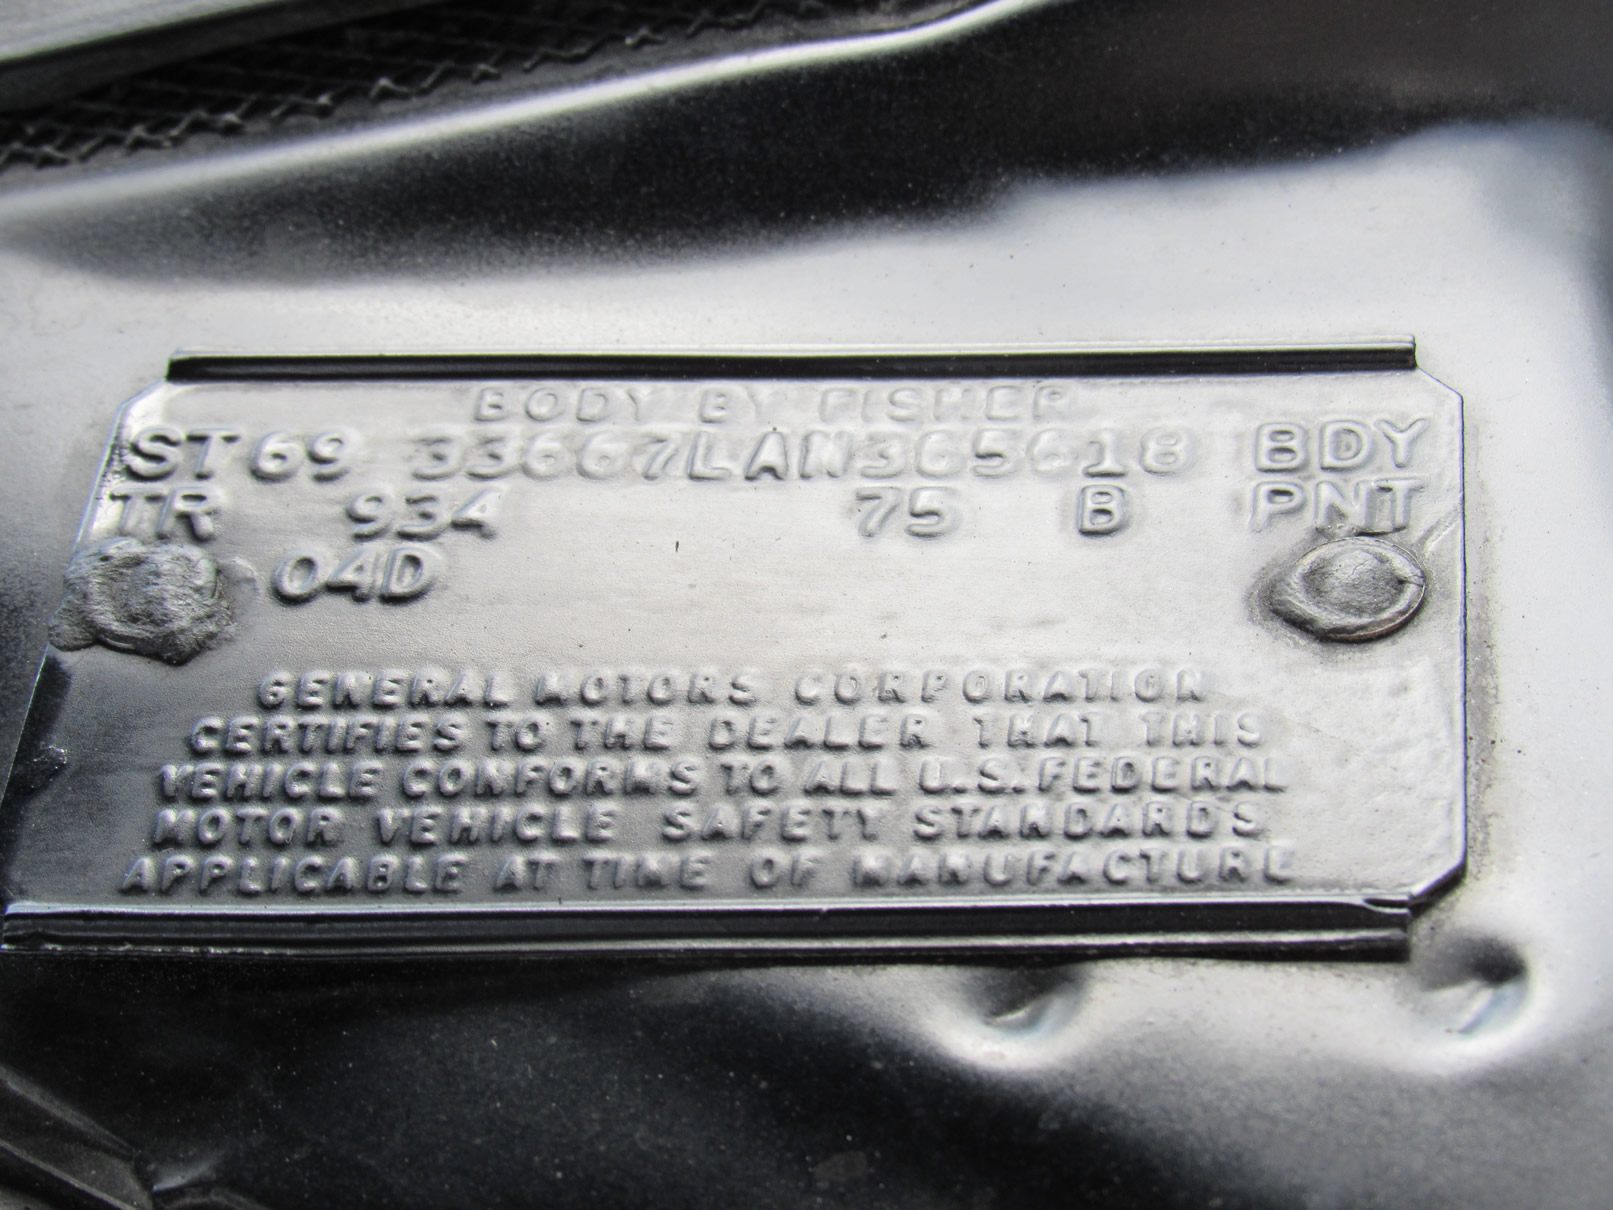 BODY BY FISHER
ST69 33667LAN365618 BDY
TR 934 75 B PNT
04D
GENERAL MOTORS CORPORATION
CERTIFIES TO THE DEALER THAT THIS
VEHICLE CONFORMS TO ALL U.S. FEDERAL
MOTOR VEHICLE SAFETY STANDARDS
APPLICABLE AT TIME OF MANUFACTURE